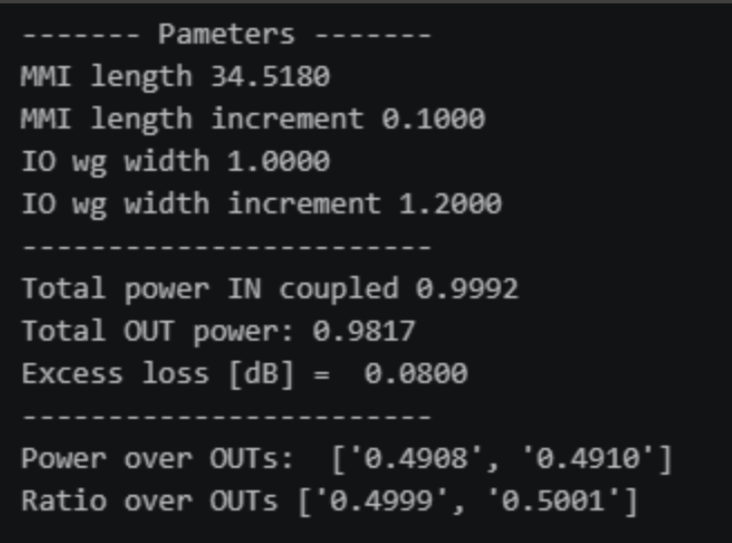 ------- Pameters -------
MMI length 34.5180
MMI length increment 0.1000
IO wg width 1.0000
IO wg width increment 1.2000
------------------------
Total power IN coupled 0.9992
Total OUT power: 0.9817
Excess loss [dB] =  0.0800
------------------------
Power over OUTs:  ['0.4908', '0.4910']
Ratio over OUTs ['0.4999', '0.5001']